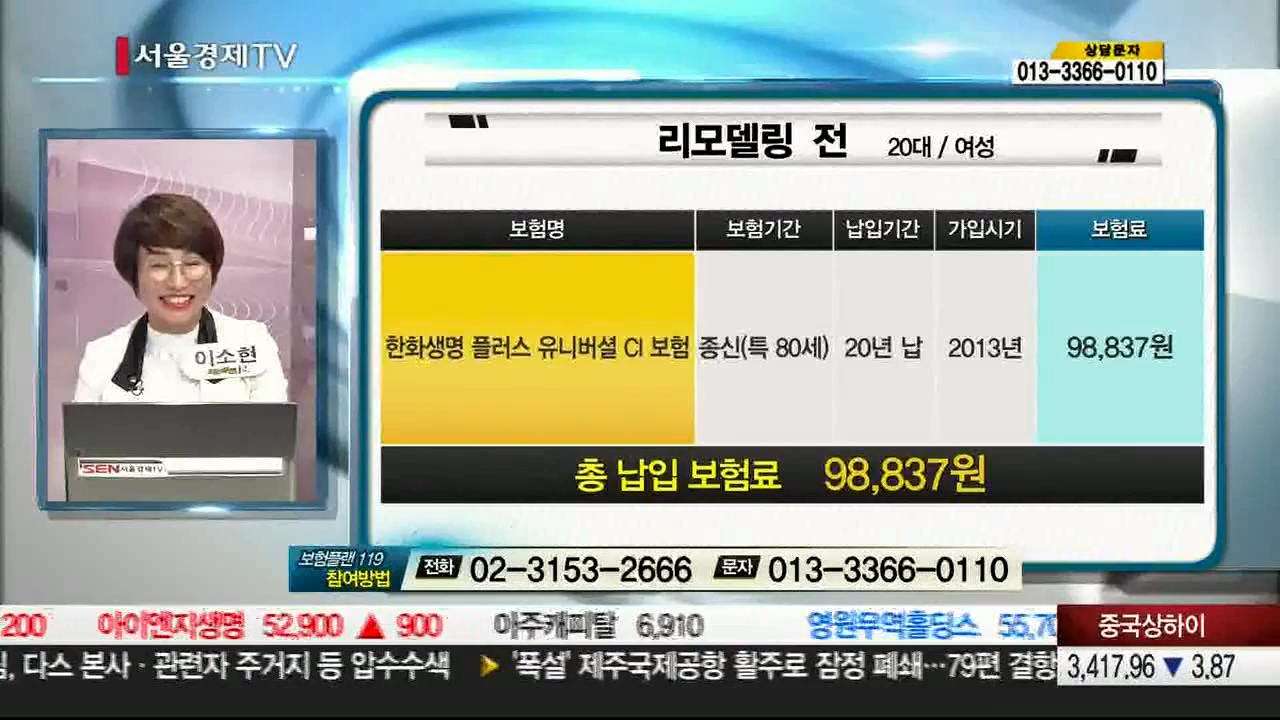 서울경제TV
상담문자
013-3366-0110
리모델링 전 20대 / 여성
보험명 보험기간 납입기간 가입시기 보험료
한화생명 플러스 유니버셜 CI 보험 종신(특 80세) 20년 납 2013년 98,837원
총 납입 보험료 98,837원
이소현
SEN서울경제TV
보험플랜 119
참여방법
전화 02-3153-2666 문자 013-3366-0110
200 아이엔지생명 52,900 ▲ 900 아주캐피탈 6,910 영원무역홀딩스 중국상하이
다스 본사·관련자 주거지 등 압수수색 ▶ '폭설' 제주국제공항 활주로 잠정 폐쇄…79편 결항 3,417.96 ▼ 3.87